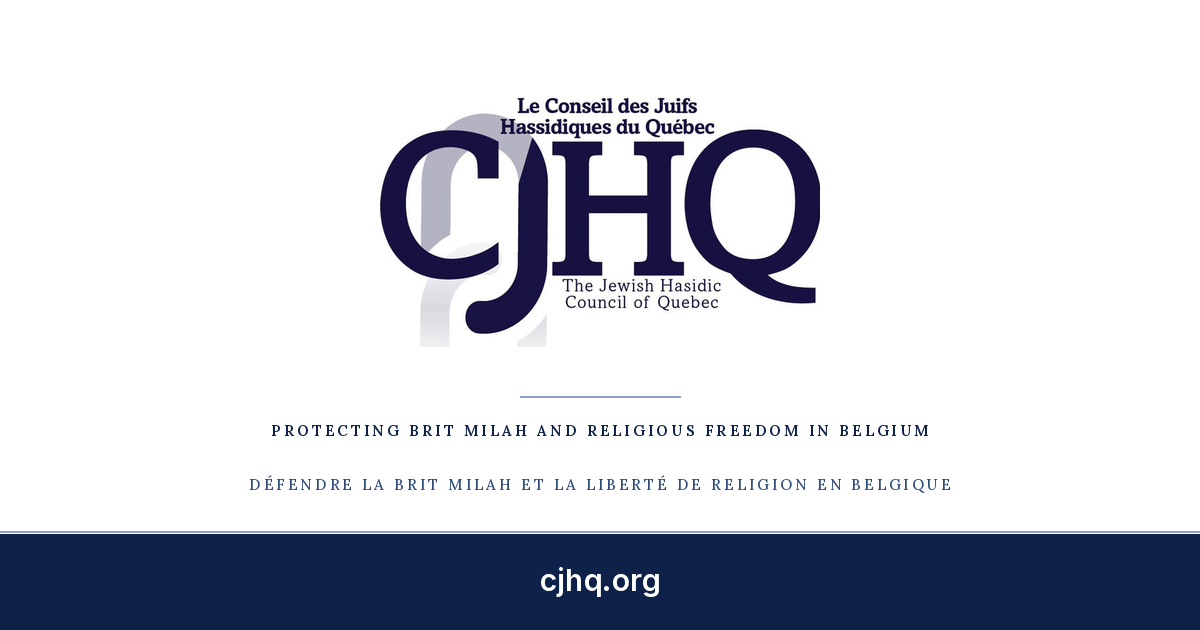 Le Conseil des Juifs
Hassidiques du Québec
CJHQ
The Jewish Hasidic
Council of Quebec
PROTECTING BRIT MILAH AND RELIGIOUS FREEDOM IN BELGIUM
DÉFENDRE LA BRIT MILAH ET LA LIBERTÉ DE RELIGION EN BELGIQUE
cjhq.org